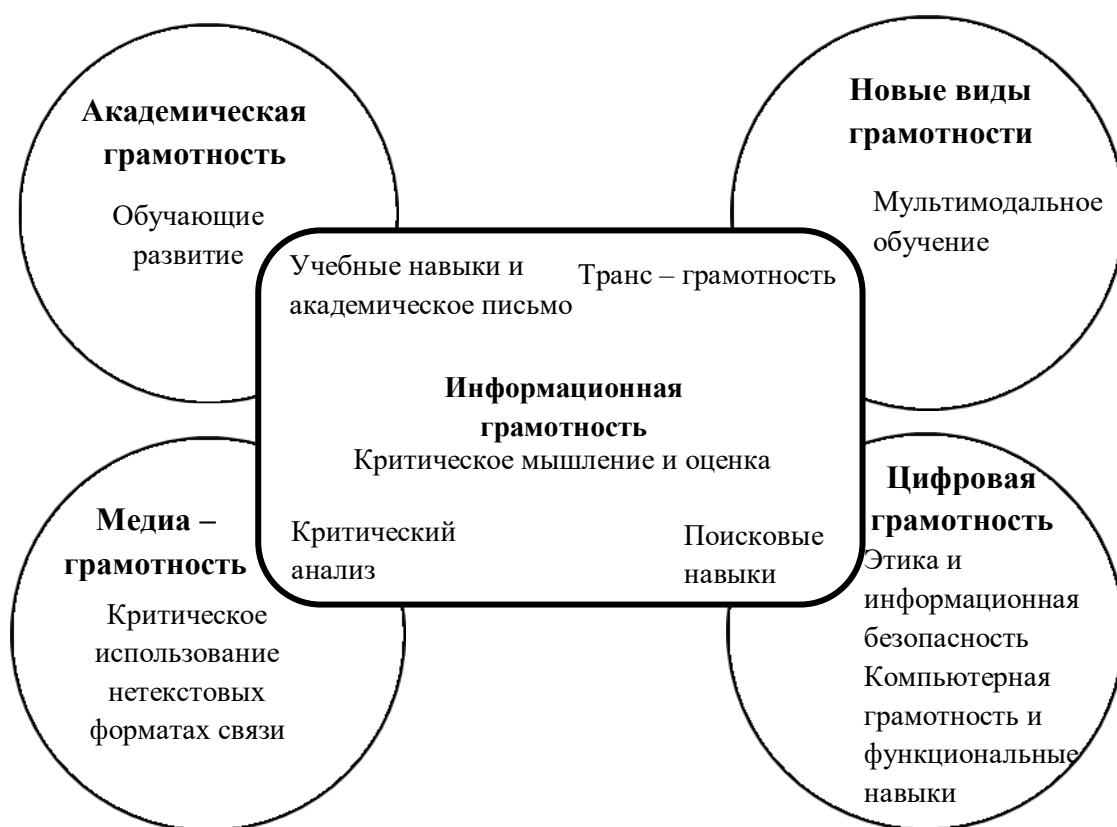 Академическая
грамотность
Обучающие
развитие
Новые виды
грамотности
Мультимодальное
обучение
Учебные навыки и
академическое письмо
Транс – грамотность
Информационная
грамотность
Критическое мышление и оценка
Критический
анализ
Поисковые
навыки
Медиа –
грамотность
Критическое
использование
нетекстовых
форматах связи
Цифровая
грамотность
Этика и
информационная
безопасность
Компьютерная
грамотность и
функциональные
навыки